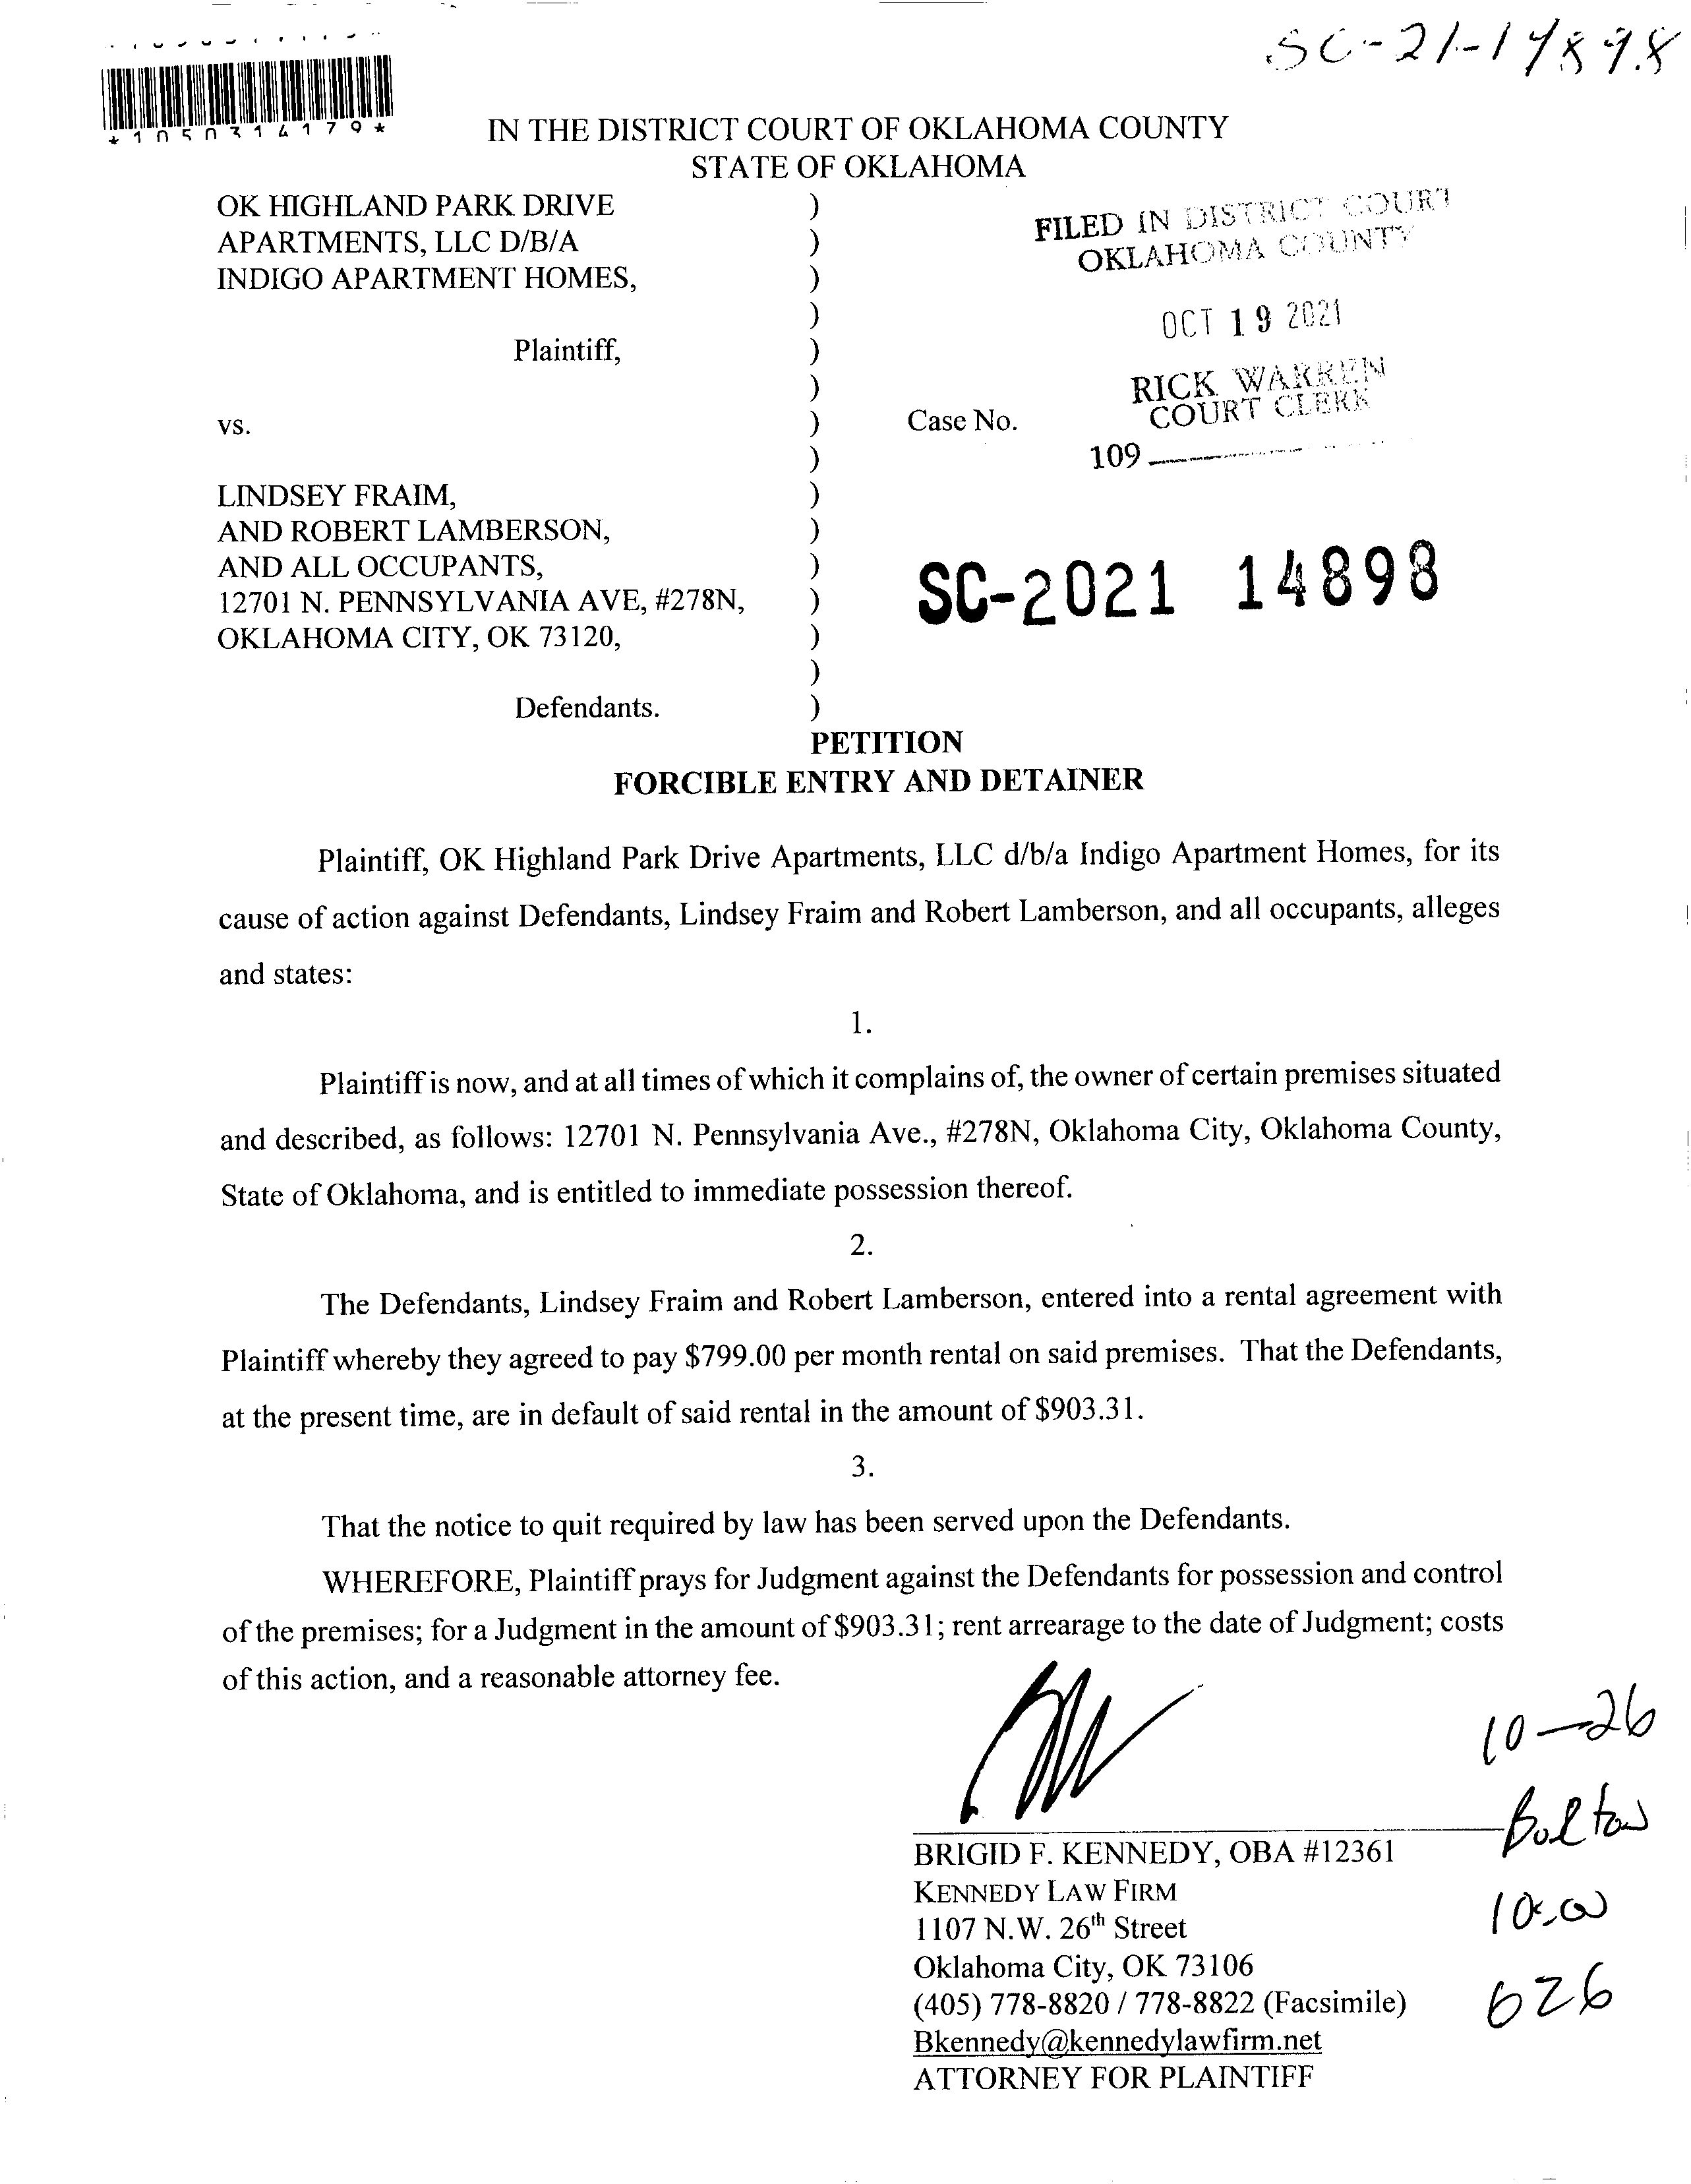 SC-21-14898
*1050314179*
IN THE DISTRICT COURT OF OKLAHOMA COUNTY
STATE OF OKLAHOMA
OK HIGHLAND PARK DRIVE )
APARTMENTS, LLC D/B/A )
INDIGO APARTMENT HOMES, )
)
Plaintiff, )
)
vs. )
)
LINDSEY FRAIM, )
AND ROBERT LAMBERSON, )
AND ALL OCCUPANTS, )
12701 N. PENNSYLVANIA AVE, #278N, )
OKLAHOMA CITY, OK 73120, )
)
Defendants. )
FILED IN DISTRICT COURT
OKLAHOMA COUNTY
OCT 19 2021
RICK WARREN
COURT CLERK
Case No.
109
SC-2021 14898
PETITION
FORCIBLE ENTRY AND DETAINER
Plaintiff, OK Highland Park Drive Apartments, LLC d/b/a Indigo Apartment Homes, for its
cause of action against Defendants, Lindsey Fraim and Robert Lamberson, and all occupants, alleges
and states:
1.
Plaintiff is now, and at all times of which it complains of, the owner of certain premises situated
and described, as follows: 12701 N. Pennsylvania Ave., #278N, Oklahoma City, Oklahoma County,
State of Oklahoma, and is entitled to immediate possession thereof.
2.
The Defendants, Lindsey Fraim and Robert Lamberson, entered into a rental agreement with
Plaintiff whereby they agreed to pay $799.00 per month rental on said premises. That the Defendants,
at the present time, are in default of said rental in the amount of $903.31.
3.
That the notice to quit required by law has been served upon the Defendants.
WHEREFORE, Plaintiff prays for Judgment against the Defendants for possession and control
of the premises; for a Judgment in the amount of $903.31; rent arrearage to the date of Judgment; costs
of this action, and a reasonable attorney fee.
BRIGID F. KENNEDY, OBA #12361
KENNEDY LAW FIRM
1107 N.W. 26th Street
Oklahoma City, OK 73106
(405) 778-8820 / 778-8822 (Facsimile)
Bkennedy@kennedylawfirm.net
ATTORNEY FOR PLAINTIFF
10-26
Bolton
10:00
626